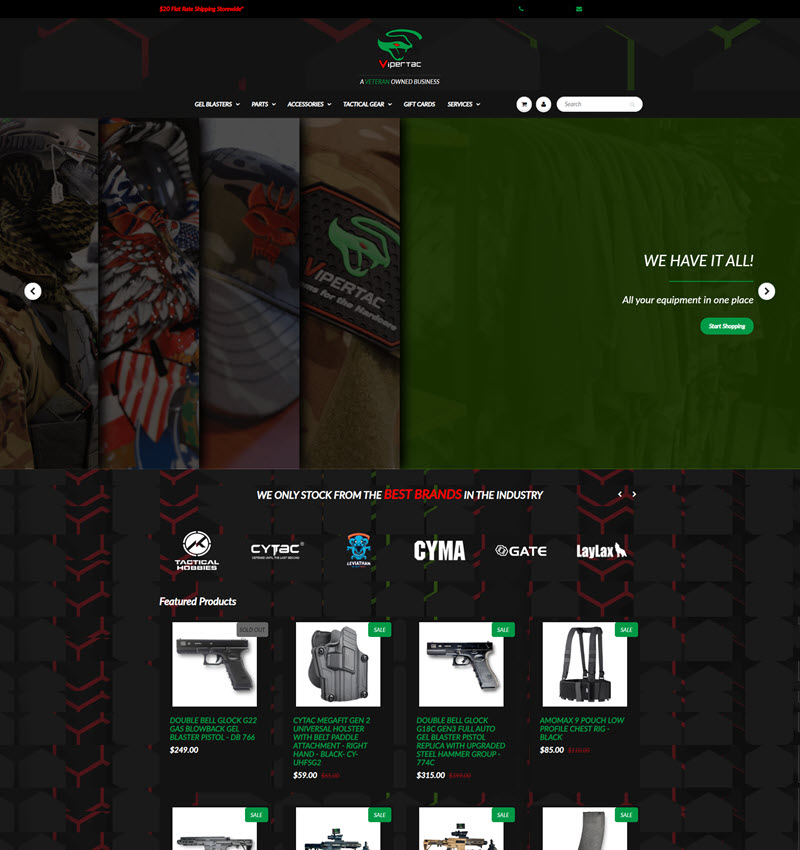 $20 Flat Rate Shipping Storewide!
VIPERTAC
A VETERAN OWNED BUSINESS
GEL BLASTERS PARTS ACCESSORIES TACTICAL GEAR GIFT CARDS SERVICES
Search
VIPERTAC
for the Hardcore
WE HAVE IT ALL!
All your equipment in one place
Start Shopping
WE ONLY STOCK FROM THE BEST BRANDS IN THE INDUSTRY
TACTICAL
HOBBIES
CYTAC®
LEVIATHAN
CYMA
GATE
LayLax
Featured Products
SOLD OUT
DOUBLE BELL GLOCK G22
GAS BLOWBACK GEL
BLASTER PISTOL - DB 766
$249.00
SALE
CYTAC MEGAFIT GEN 2
UNIVERSAL HOLSTER
WITH BELT PADDLE
ATTACHMENT - RIGHT
HAND - BLACK- CY-
UHFSG2
$59.00 $65.00
SALE
DOUBLE BELL GLOCK
G18C GEN3 FULL AUTO
GEL BLASTER PISTOL
REPLICA WITH UPGRADED
STEEL HAMMER GROUP -
774C
$315.00
SALE
AMOMAX 9 POUCH LOW
PROFILE CHEST RIG -
BLACK
$85.00
SALE
SALE
SALE
SALE